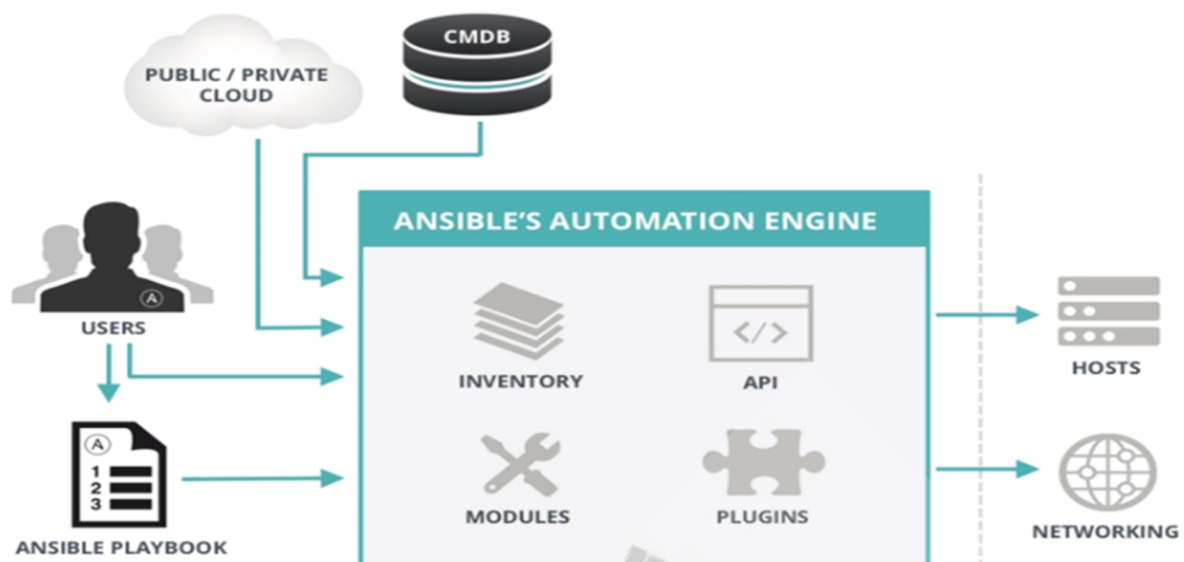 CMDB
PUBLIC / PRIVATE
CLOUD
ANSIBLE'S AUTOMATION ENGINE
A
USERS
INVENTORY
API
HOSTS
A
1
2
3
ANSIBLE PLAYBOOK
MODULES
PLUGINS
NETWORKING